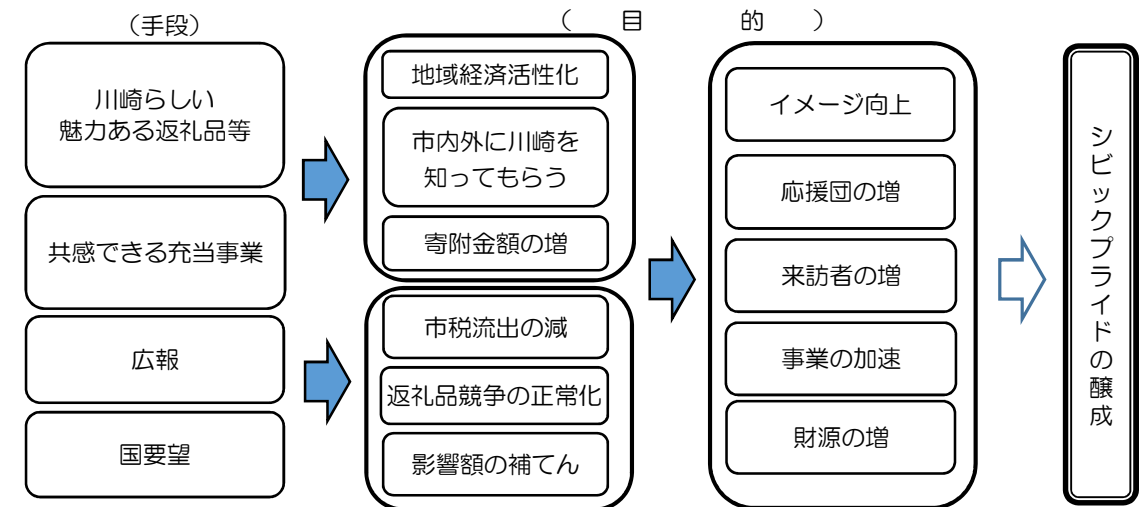 （手段）
（　目　的　）
川崎らしい
魅力ある返礼品等
共感できる充当事業
広報
国要望
地域経済活性化
市内外に川崎を
知ってもらう
寄附金額の増
市税流出の減
返礼品競争の正常化
影響額の補てん
イメージ向上
応援団の増
来訪者の増
事業の加速
財源の増
シビックプライドの醸成